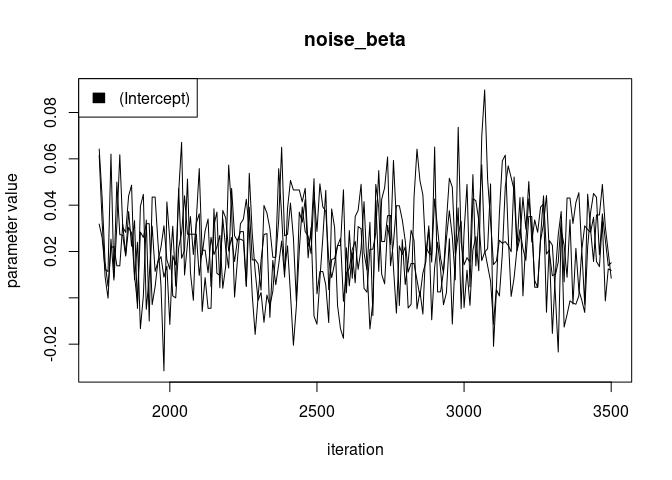 noise_beta
(Intercept)
parameter value
0.08
0.06
0.04
0.02
-0.02
2000 2500 3000 3500
iteration